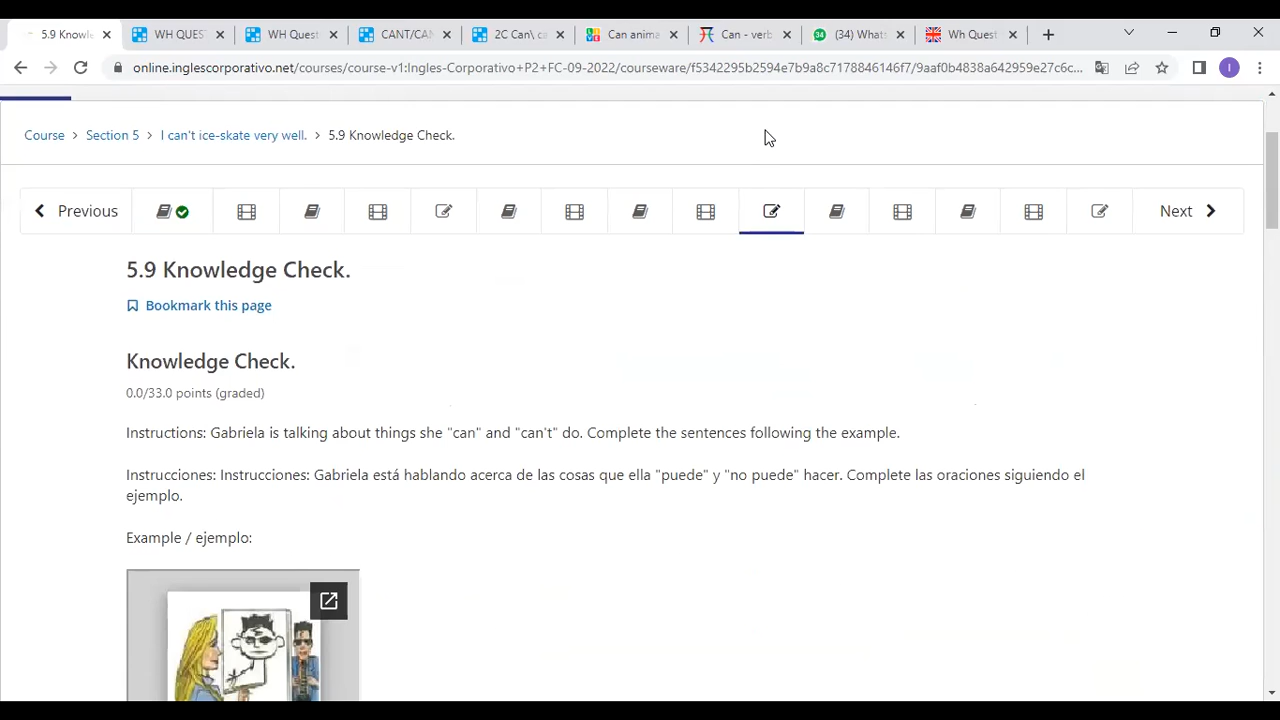 5.9 Knowle
WH QUEST
WH Quest
CANT/CAN
2C Can\ ca
Can anima
Can - verb
(34) Whats
Wh Quest
online.inglescorporativo.net/courses/course-v1:Ingles-Corporativo+P2+FC-09-2022/courseware/f5342295b2594e7b9a8c7178846146f7/9aaf0b4838a642959e27c6c...
Course > Section 5 > I can't ice-skate very well. > 5.9 Knowledge Check.
Previous
Next
5.9 Knowledge Check.
Bookmark this page
Knowledge Check.
0.0/33.0 points (graded)
Instructions: Gabriela is talking about things she "can" and "can't" do. Complete the sentences following the example.
Instrucciones: Instrucciones: Gabriela está hablando acerca de las cosas que ella "puede" y "no puede" hacer. Complete las oraciones siguiendo el
ejemplo.
Example / ejemplo: